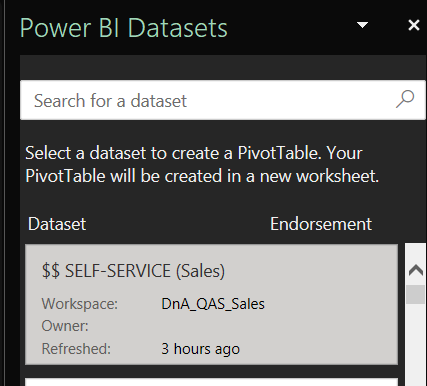 Power BI Datasets
Search for a dataset
Select a dataset to create a PivotTable. Your
PivotTable will be created in a new worksheet.
Dataset Endorsement
$$ SELF-SERVICE (Sales)
Workspace: DnA_QAS_Sales
Owner:
Refreshed: 3 hours ago